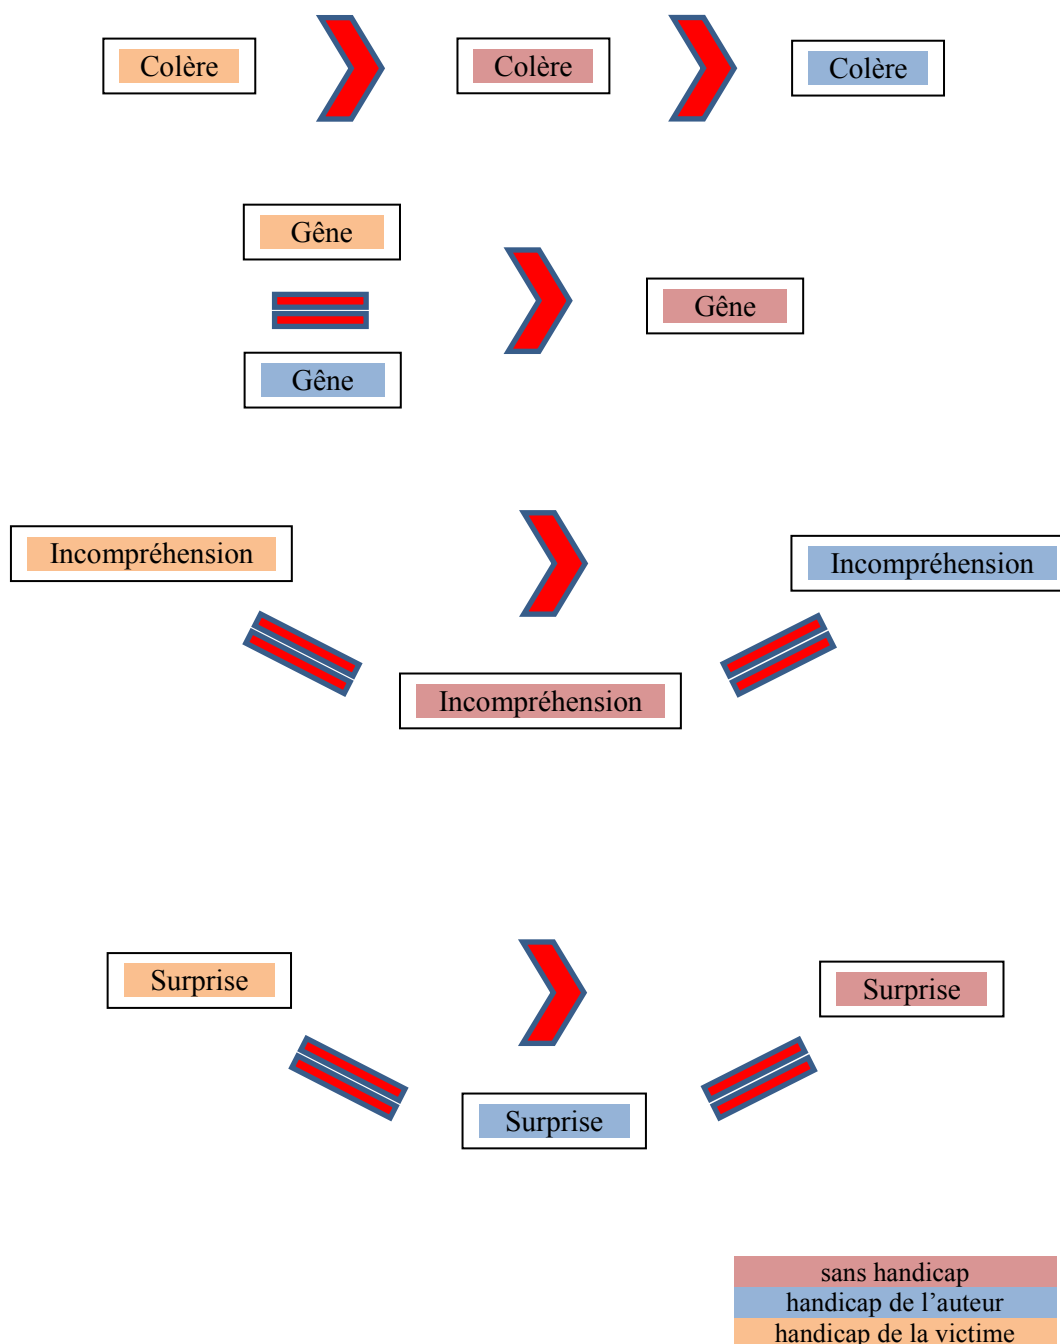 Colère
Colère
Colère
Gêne
Gêne
Gêne
Incompréhension
Incompréhension
Incompréhension
Surprise
Surprise
Surprise
sans handicap
handicap de l’auteur
handicap de la victime